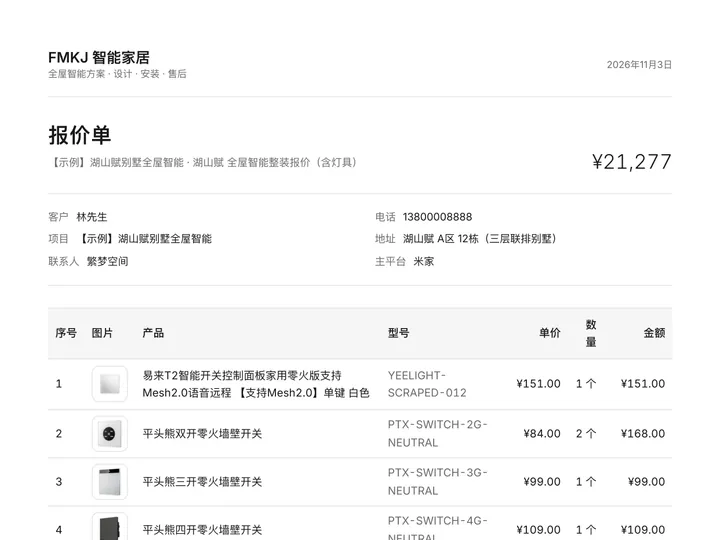 FMKJ 智能家居
全屋智能方案 · 设计 · 安装 · 售后
2026年11月3日
报价单
【示例】湖山赋别墅全屋智能 · 湖山赋 全屋智能整装报价（含灯具）
¥21,277
客户 林先生
电话 13800008888
项目 【示例】湖山赋别墅全屋智能
地址 湖山赋 A区 12栋（三层联排别墅）
联系人 繁梦空间
主平台 米家
序号 图片 产品 型号 单价 数量 金额
1 易来T2智能开关控制面板家用零火版支持Mesh2.0语音远程 【支持Mesh2.0】单键 白色 YEELIGHT-SCRAPED-012 ¥151.00 1 个 ¥151.00
2 平头熊双开零火墙壁开关 PTX-SWITCH-2G-NEUTRAL ¥84.00 2 个 ¥168.00
3 平头熊三开零火墙壁开关 PTX-SWITCH-3G-NEUTRAL ¥99.00 1 个 ¥99.00
4 平头熊四开零火墙壁开关 PTX-SWITCH-4G-NEUTRAL ¥109.00 1 个 ¥109.00